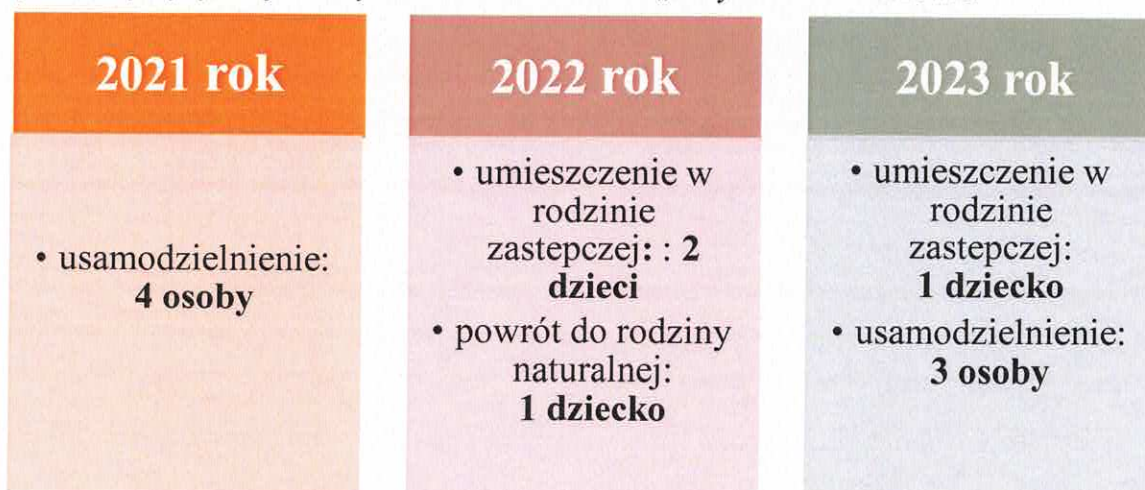 2021 rok
• usamodzielnienie:
4 osoby
2022 rok
• umieszczenie w
rodzinie
zastepczej: : 2
dzieci
• powrót do rodziny
naturalnej:
1 dziecko
2023 rok
• umieszczenie w
rodzinie
zastepczej:
1 dziecko
• usamodzielnienie:
3 osoby